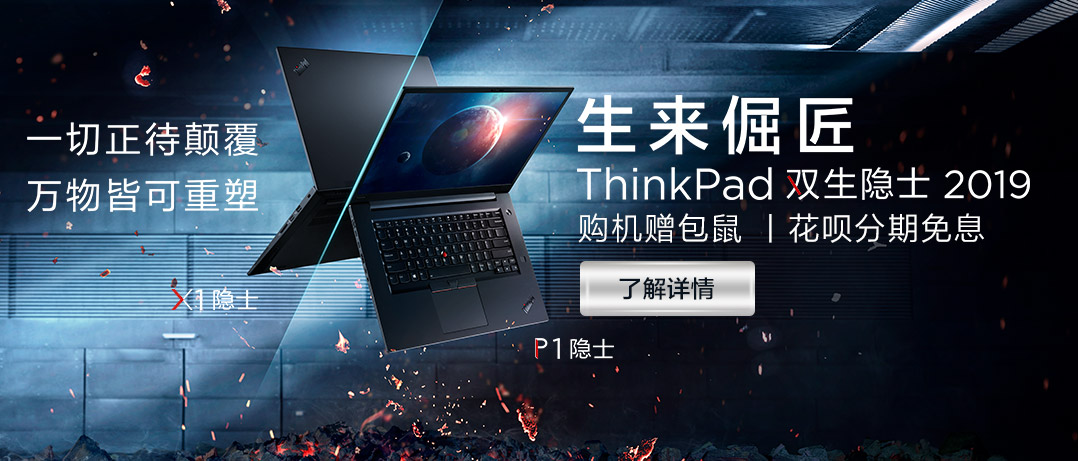 一切正待颠覆
万物皆可重塑
X1隐士
ThinkPad
ThinkPad
P1隐士
生来倔匠
ThinkPad 双生隐士 2019
购机赠包鼠 | 花呗分期免息
了解详情